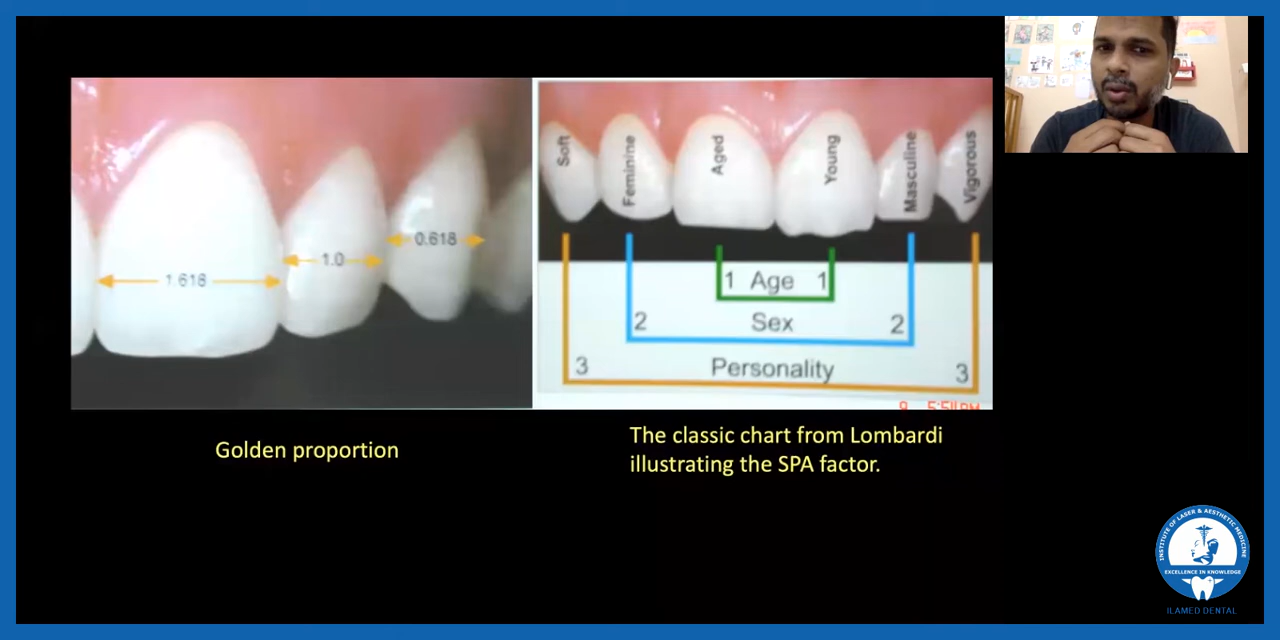 1.618
1.0
0.618
Soft
Feminine
Aged
Young
Masculine
Vigorous
1 Age 1
2 Sex 2
3 Personality 3
Golden proportion
The classic chart from Lombardi
illustrating the SPA factor.
INSTITUTE OF LASER & AESTHETIC MEDICINE
EXCELLENCE IN KNOWLEDGE
ILAMED DENTAL